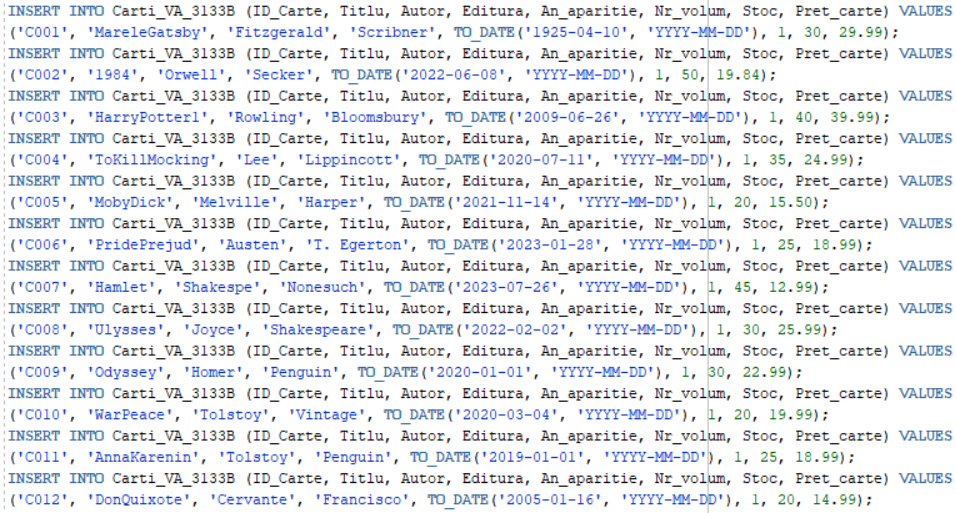 INSERT INTO Carti_VA_3133B (ID_Carte, Titlu, Autor, Editura, An_aparitie, Nr_volum, Stoc, Pret_carte) VALUES
('C001', 'MareleGatsby', 'Fitzgerald', 'Scribner', TO_DATE('1925-04-10', 'YYYY-MM-DD'), 1, 30, 29.99);
INSERT INTO Carti_VA_3133B (ID_Carte, Titlu, Autor, Editura, An_aparitie, Nr_volum, Stoc, Pret_carte) VALUES
('C002', '1984', 'Orwell', 'Secker', TO_DATE('2022-06-08', 'YYYY-MM-DD'), 1, 50, 19.84);
INSERT INTO Carti_VA_3133B (ID_Carte, Titlu, Autor, Editura, An_aparitie, Nr_volum, Stoc, Pret_carte) VALUES
('C003', 'HarryPotter1', 'Rowling', 'Bloomsbury', TO_DATE('2009-06-26', 'YYYY-MM-DD'), 1, 40, 39.99);
INSERT INTO Carti_VA_3133B (ID_Carte, Titlu, Autor, Editura, An_aparitie, Nr_volum, Stoc, Pret_carte) VALUES
('C004', 'ToKillMocking', 'Lee', 'Lippincott', TO_DATE('2020-07-11', 'YYYY-MM-DD'), 1, 35, 24.99);
INSERT INTO Carti_VA_3133B (ID_Carte, Titlu, Autor, Editura, An_aparitie, Nr_volum, Stoc, Pret_carte) VALUES
('C005', 'MobyDick', 'Melville', 'Harper', TO_DATE('2021-11-14', 'YYYY-MM-DD'), 1, 20, 15.50);
INSERT INTO Carti_VA_3133B (ID_Carte, Titlu, Autor, Editura, An_aparitie, Nr_volum, Stoc, Pret_carte) VALUES
('C006', 'PridePrejud', 'Austen', 'T. Egerton', TO_DATE('2023-01-28', 'YYYY-MM-DD'), 1, 25, 18.99);
INSERT INTO Carti_VA_3133B (ID_Carte, Titlu, Autor, Editura, An_aparitie, Nr_volum, Stoc, Pret_carte) VALUES
('C007', 'Hamlet', 'Shakespe', 'Nonesuch', TO_DATE('2023-07-26', 'YYYY-MM-DD'), 1, 45, 12.99);
INSERT INTO Carti_VA_3133B (ID_Carte, Titlu, Autor, Editura, An_aparitie, Nr_volum, Stoc, Pret_carte) VALUES
('C008', 'Ulysses', 'Joyce', 'Shakespeare', TO_DATE('2022-02-02', 'YYYY-MM-DD'), 1, 30, 25.99);
INSERT INTO Carti_VA_3133B (ID_Carte, Titlu, Autor, Editura, An_aparitie, Nr_volum, Stoc, Pret_carte) VALUES
('C009', 'Odyssey', 'Homer', 'Penguin', TO_DATE('2020-01-01', 'YYYY-MM-DD'), 1, 30, 22.99);
INSERT INTO Carti_VA_3133B (ID_Carte, Titlu, Autor, Editura, An_aparitie, Nr_volum, Stoc, Pret_carte) VALUES
('C010', 'WarPeace', 'Tolstoy', 'Vintage', TO_DATE('2020-03-04', 'YYYY-MM-DD'), 1, 20, 19.99);
INSERT INTO Carti_VA_3133B (ID_Carte, Titlu, Autor, Editura, An_aparitie, Nr_volum, Stoc, Pret_carte) VALUES
('C011', 'AnnaKarenin', 'Tolstoy', 'Penguin', TO_DATE('2019-01-01', 'YYYY-MM-DD'), 1, 25, 18.99);
INSERT INTO Carti_VA_3133B (ID_Carte, Titlu, Autor, Editura, An_aparitie, Nr_volum, Stoc, Pret_carte) VALUES
('C012', 'DonQuixote', 'Cervante', 'Francisco', TO_DATE('2005-01-16', 'YYYY-MM-DD'), 1, 20, 14.99);